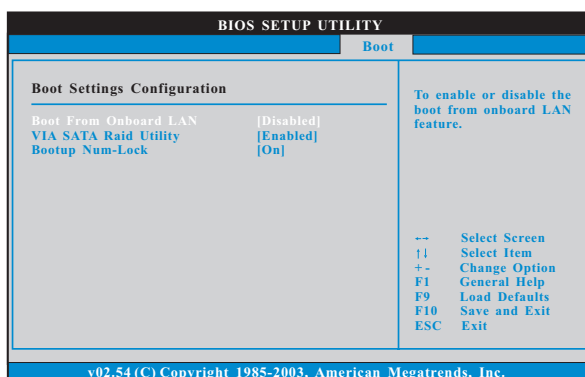 BIOS SETUP UTILITY
Boot
Boot Settings Configuration
Boot From Onboard LAN [Disabled]
VIA SATA Raid Utility [Enabled]
Bootup Num-Lock [On]
To enable or disable the
boot from onboard LAN
feature.
←→ Select Screen
↑↓ Select Item
+ - Change Option
F1 General Help
F9 Load Defaults
F10 Save and Exit
ESC Exit
v02.54 (C) Copyright 1985-2003, American Megatrends, Inc.